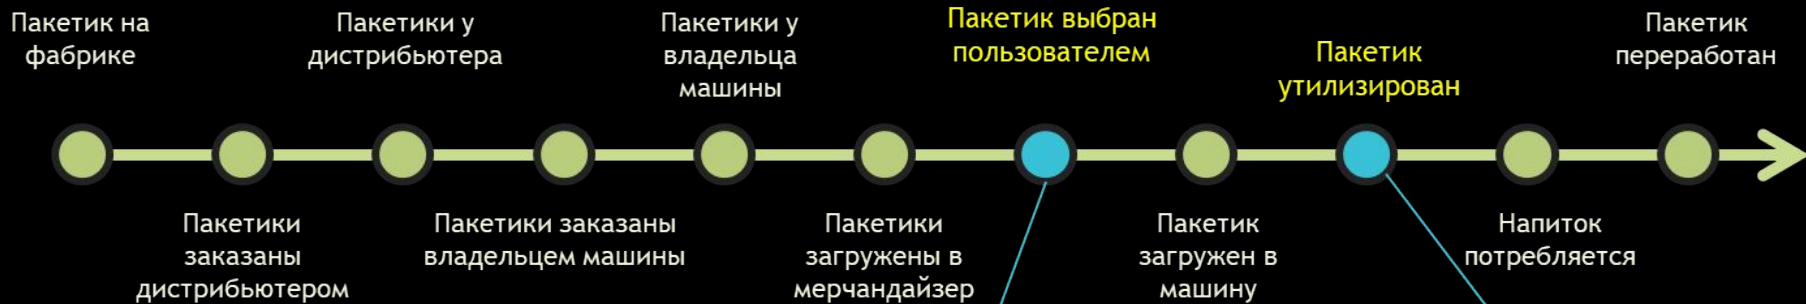 Пакетик на
фабрике
Пакетики
заказаны
дистрибьютером
Пакетики у
дистрибьютера
Пакетики заказаны
владельцем машины
Пакетики у
владельца
машины
Пакетики
загружены в
мерчандайзер
Пакетик выбран
пользователем
Пакетик
загружен в
машину
Пакетик
утилизирован
Напиток
потребляется
Пакетик
переработан